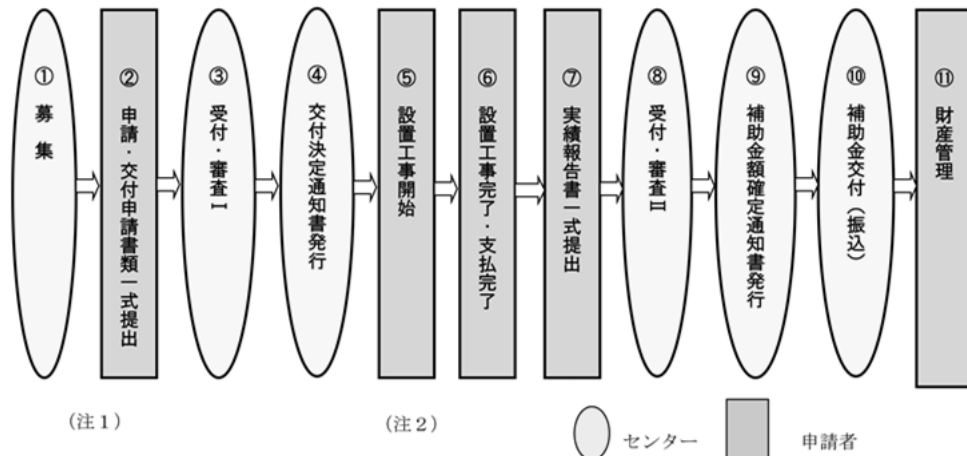 ① 募集
② 申請・交付申請書類一式提出
③ 受付・審査Ⅰ
④ 交付決定通知書発行
⑤ 設置工事開始
⑥ 設置工事完了・支払完了
⑦ 実績報告書一式提出
⑧ 受付・審査Ⅱ
⑨ 補助金額確定通知書発行
⑩ 補助金交付（振込）
⑪ 財産管理
（注１）
（注２）
センター
申請者